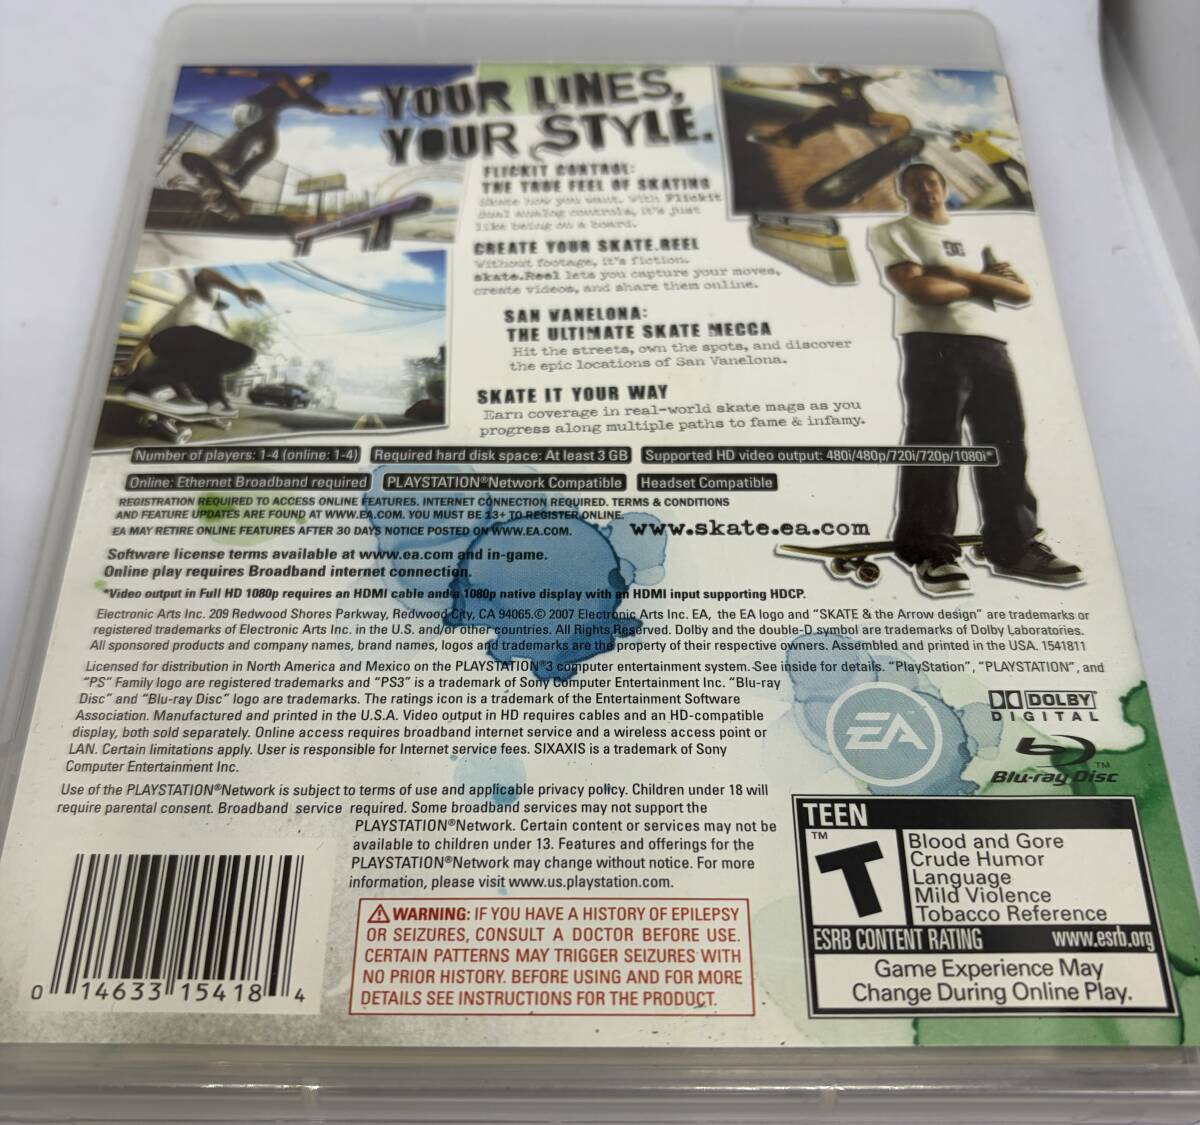 YOUR LINES,
YOUR STYLE.
FLICKIT CONTROL:
THE TRUE FEEL OF SKATING
Skate how you want. With Flickit
dual analog controls, it's just
like being on a board.
CREATE YOUR SKATE.REEL
Without footage, it's fiction.
skate.Reel lets you capture your moves,
create videos, and share them online.
SAN VANELONA:
THE ULTIMATE SKATE MECCA
Hit the streets, own the spots, and discover
the epic locations of San Vanelona.
SKATE IT YOUR WAY
Earn coverage in real-world skate mags as you
progress along multiple paths to fame & infamy.
DC
Number of players: 1-4 (online: 1-4) Required hard disk space: At least 3 GB Supported HD video output: 480i/480p/720i/720p/1080i*
Online: Ethernet Broadband required PLAYSTATION®Network Compatible Headset Compatible
REGISTRATION REQUIRED TO ACCESS ONLINE FEATURES. INTERNET CONNECTION REQUIRED. TERMS & CONDITIONS
AND FEATURE UPDATES ARE FOUND AT WWW.EA.COM. YOU MUST BE 13+ TO REGISTER ONLINE.
EA MAY RETIRE ONLINE FEATURES AFTER 30 DAYS NOTICE POSTED ON WWW.EA.COM.
www.skate.ea.com
Software license terms available at www.ea.com and in-game.
Online play requires Broadband internet connection.
*Video output in Full HD 1080p requires an HDMI cable and a 1080p native display with an HDMI input supporting HDCP.
Electronic Arts Inc. 209 Redwood Shores Parkway, Redwood City, CA 94065.© 2007 Electronic Arts Inc. EA, the EA logo and "SKATE & the Arrow design" are trademarks or
registered trademarks of Electronic Arts Inc. in the U.S. and/or other countries. All Rights Reserved. Dolby and the double-D symbol are trademarks of Dolby Laboratories.
All sponsored products and company names, brand names, logos and trademarks are the property of their respective owners. Assembled and printed in the USA. 1541811
Licensed for distribution in North America and Mexico on the PLAYSTATION®3 computer entertainment system. See inside for details. "PlayStation", "PLAYSTATION", and
"PS" Family logo are registered trademarks and "PS3" is a trademark of Sony Computer Entertainment Inc. "Blu-ray
Disc" and "Blu-ray Disc" logo are trademarks. The ratings icon is a trademark of the Entertainment Software
Association. Manufactured and printed in the U.S.A. Video output in HD requires cables and an HD-compatible
display, both sold separately. Online access requires broadband internet service and a wireless access point or
LAN. Certain limitations apply. User is responsible for Internet service fees. SIXAXIS is a trademark of Sony
Computer Entertainment Inc.
EA
DOLBY
DIGITAL
Blu-ray Disc™
Use of the PLAYSTATION®Network is subject to terms of use and applicable privacy policy. Children under 18 will
require parental consent. Broadband service required. Some broadband services may not support the
PLAYSTATION®Network. Certain content or services may not be
available to children under 13. Features and offerings for the
PLAYSTATION®Network may change without notice. For more
information, please visit www.us.playstation.com.
WARNING: IF YOU HAVE A HISTORY OF EPILEPSY
OR SEIZURES, CONSULT A DOCTOR BEFORE USE.
CERTAIN PATTERNS MAY TRIGGER SEIZURES WITH
NO PRIOR HISTORY. BEFORE USING AND FOR MORE
DETAILS SEE INSTRUCTIONS FOR THE PRODUCT.
0 14633 15418 4
TEEN
T™
Blood and Gore
Crude Humor
Language
Mild Violence
Tobacco Reference
ESRB CONTENT RATING www.esrb.org
Game Experience May
Change During Online Play.